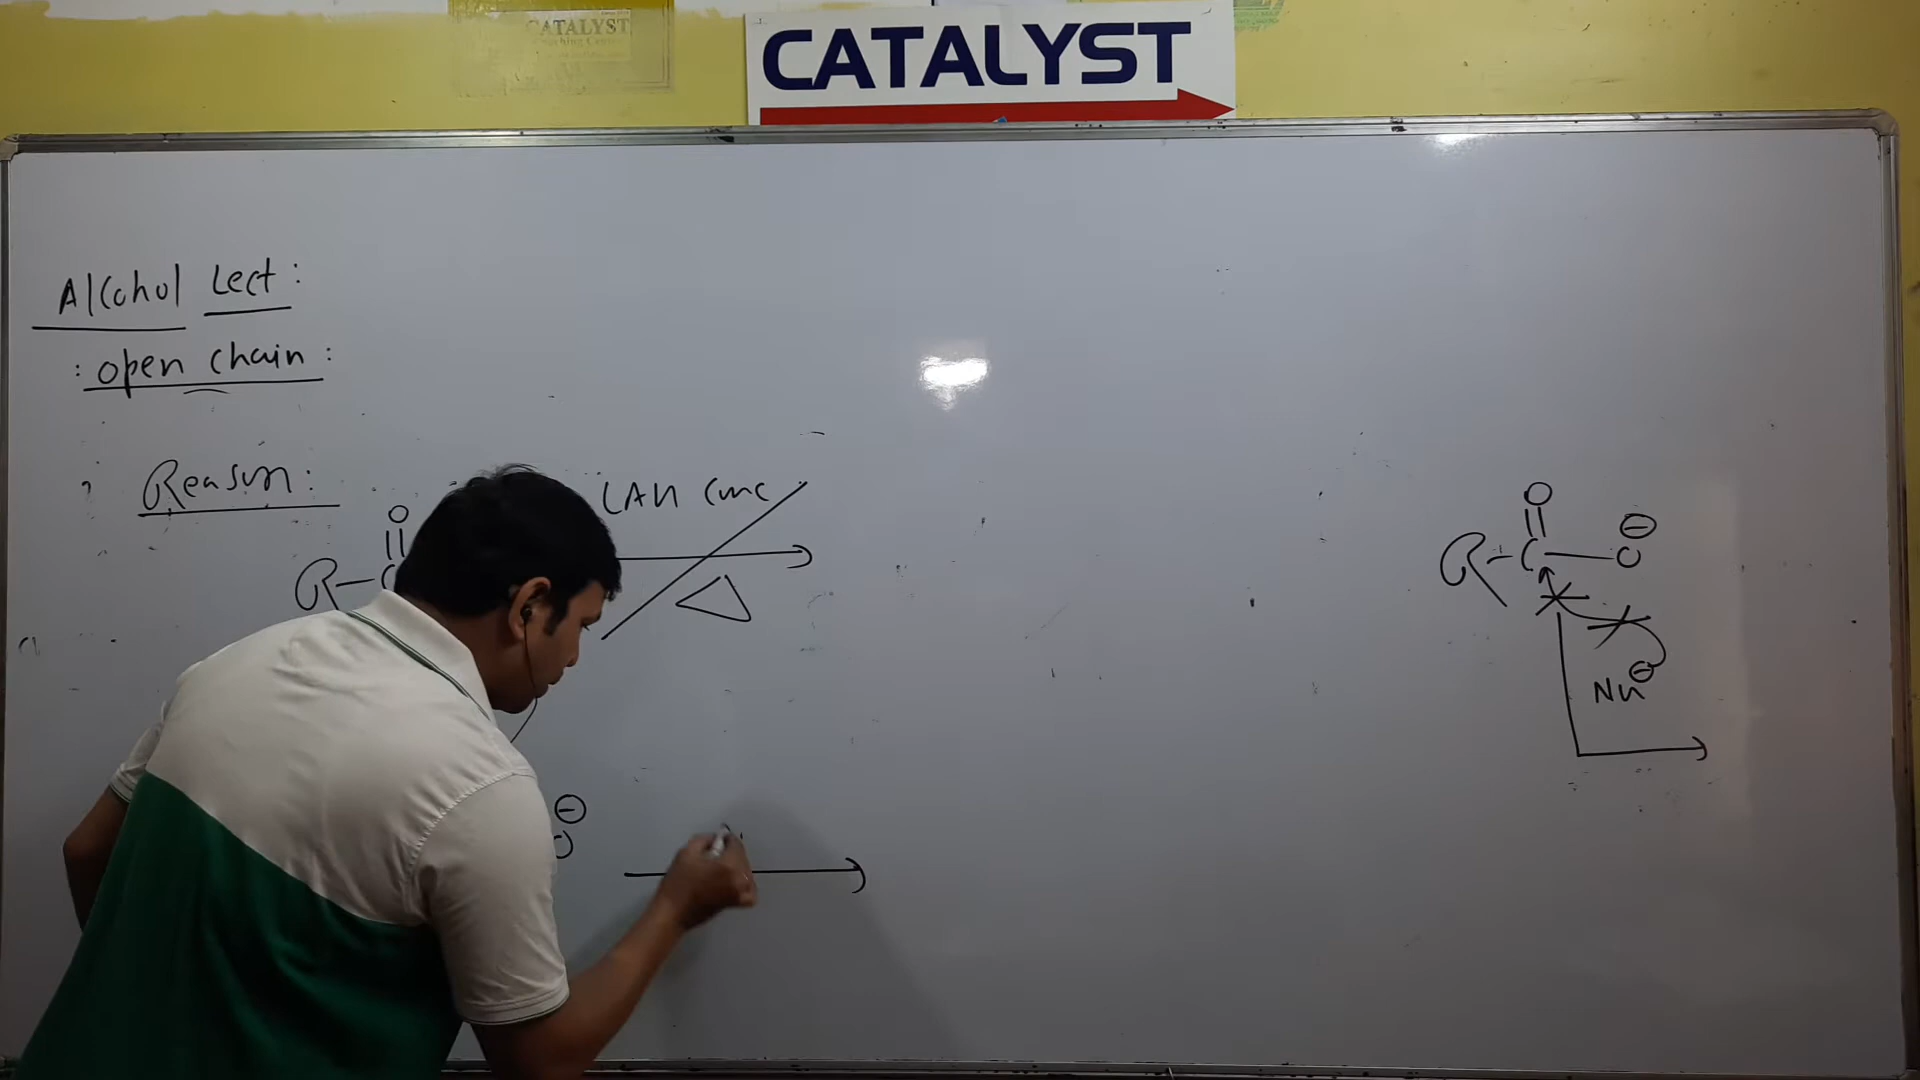 CATALYST
CATALYST
Alcohol Lect:
: open chain :
Reason:
O
R-C
LAH conc
△
O
R-C-O ⊖
Nu ⊖
⊖
O